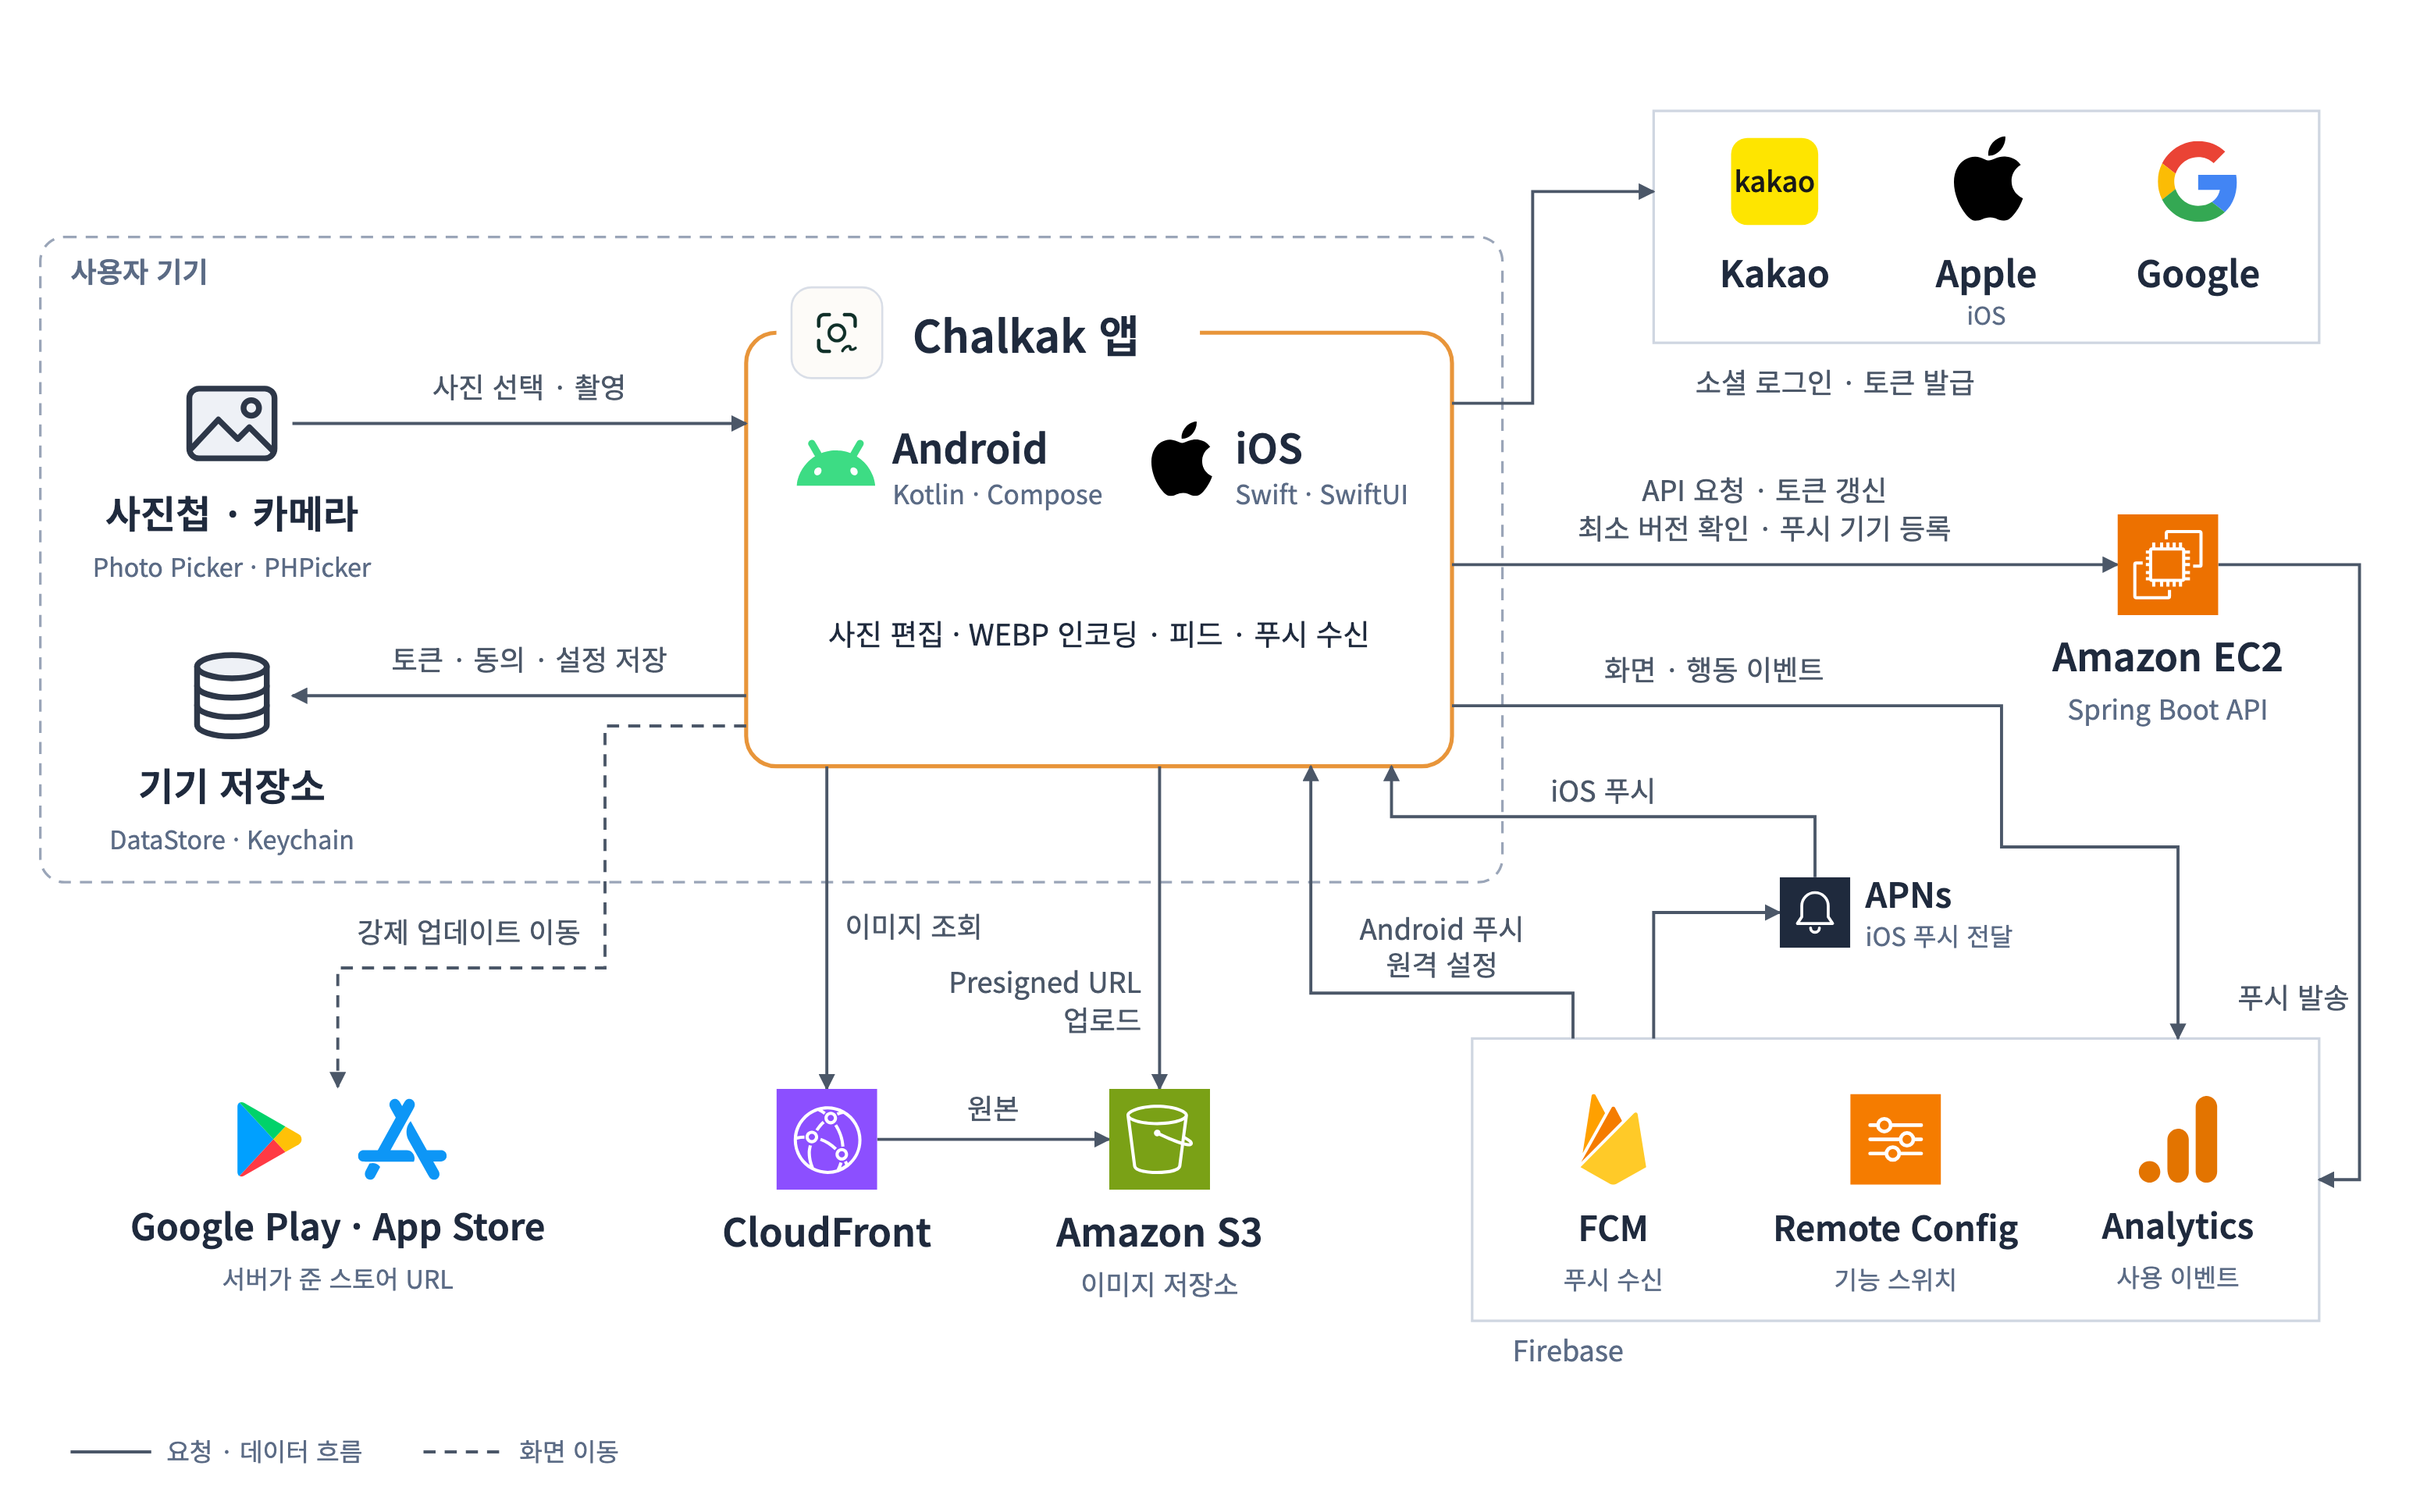 kakao
Kakao
Apple
Google
iOS
소셜 로그인 · 토큰 발급
사용자 기기
Chalkak 앱
Android
Kotlin · Compose
iOS
Swift · SwiftUI
사진 편집 · WEBP 인코딩 · 피드 · 푸시 수신
사진 선택 · 촬영
사진첩 · 카메라
Photo Picker · PHPicker
토큰 · 동의 · 설정 저장
기기 저장소
DataStore · Keychain
API 요청 · 토큰 갱신
최소 버전 확인 · 푸시 기기 등록
Amazon EC2
Spring Boot API
화면 · 행동 이벤트
iOS 푸시
APNs
iOS 푸시 전달
Android 푸시
원격 설정
푸시 발송
강제 업데이트 이동
이미지 조회
Presigned URL
업로드
원본
Google Play · App Store
서버가 준 스토어 URL
CloudFront
Amazon S3
이미지 저장소
FCM
푸시 수신
Remote Config
기능 스위치
Analytics
사용 이벤트
Firebase
요청 · 데이터 흐름
화면 이동